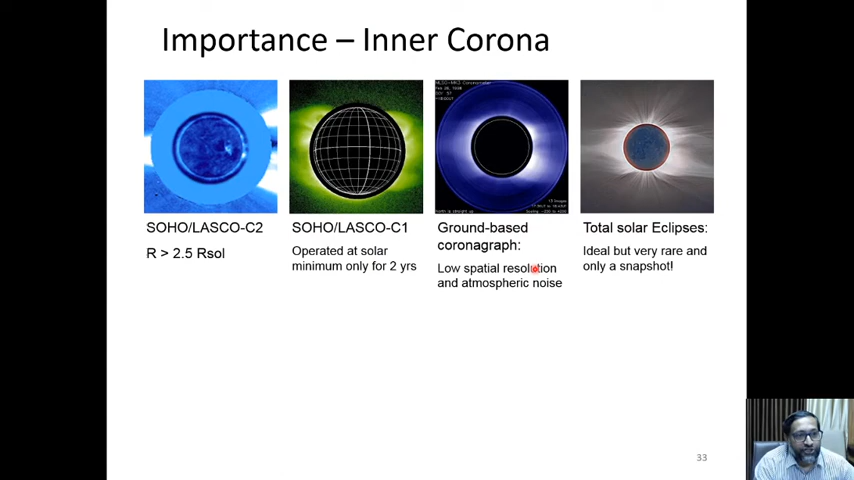 Importance – Inner Corona
SOHO/LASCO-C2
R > 2.5 Rsol
SOHO/LASCO-C1
Operated at solar
minimum only for 2 yrs
Ground-based
coronagraph:
Low spatial resolution
and atmospheric noise
Total solar Eclipses:
Ideal but very rare and
only a snapshot!
33